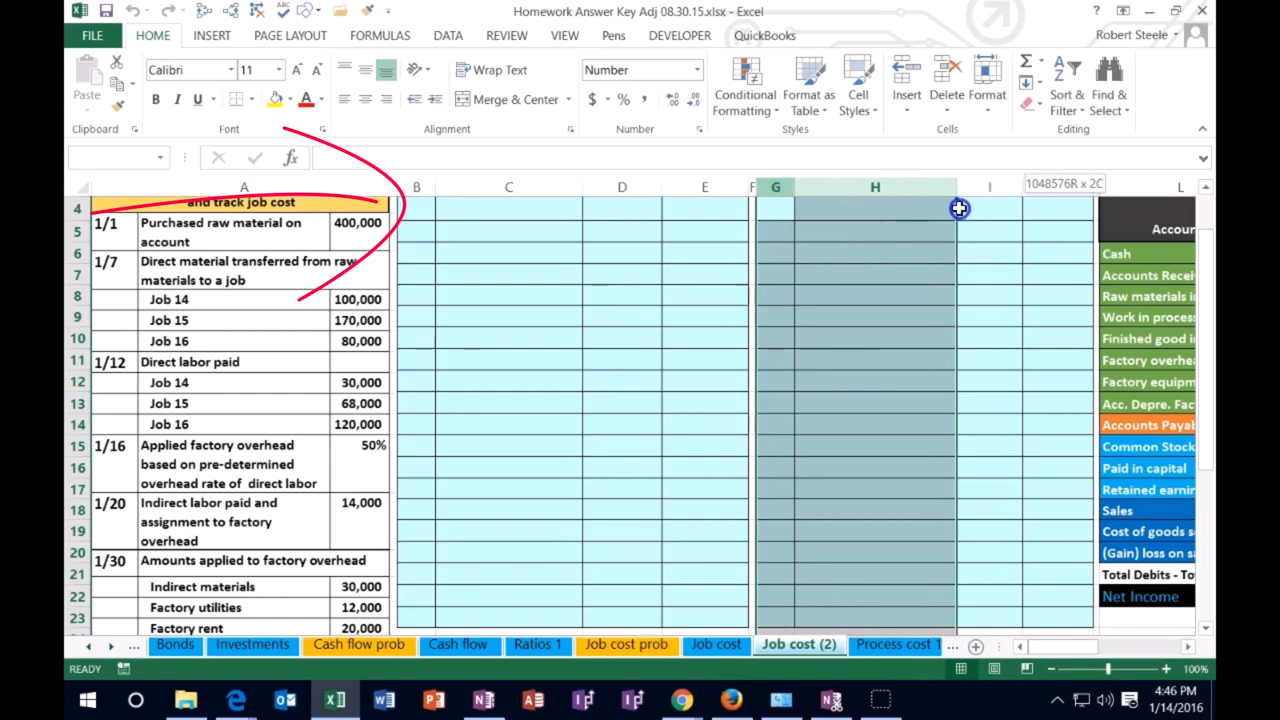 Homework Answer Key Adj 08.30.15.xlsx - Excel
?
FILE HOME INSERT PAGE LAYOUT FORMULAS DATA REVIEW VIEW Pens DEVELOPER QuickBooks Robert Steele
Paste
Calibri 11 A A
Wrap Text
Number
B I U A
Merge & Center
$ % ,
Conditional Formatting
Format as Table
Cell Styles
Insert Delete Format
Sort & Filter
Find & Select
Clipboard Font Alignment Number Styles Cells Editing
fx
A B C D E F G H I L
1048576R x 2C
4 and track job cost
5 1/1 Purchased raw material on 400,000
account
6
7 1/7 Direct material transferred from raw
materials to a job
8 Job 14 100,000
9 Job 15 170,000
10 Job 16 80,000
11 1/12 Direct labor paid
12 Job 14 30,000
13 Job 15 68,000
14 Job 16 120,000
15 1/16 Applied factory overhead 50%
16 based on pre-determined
17 overhead rate of direct labor
18 1/20 Indirect labor paid and 14,000
19 assignment to factory
overhead
20 1/30 Amounts applied to factory overhead
21
22 Indirect materials 30,000
23 Factory utilities 12,000
Factory rent 20,000
Accoun
Cash
Accounts Recei
Raw materials i
Work in process
Finished good i
Factory overhea
Factory equipm
Acc. Depre. Fac
Accounts Payab
Common Stock
Paid in capital
Retained earnin
Sales
Cost of goods s
(Gain) loss on sa
Total Debits - To
Net Income
... Bonds Investments Cash flow prob Cash flow Ratios 1 Job cost prob Job cost Job cost (2) Process cost 1 ...
READY 100%
4:46 PM
1/14/2016